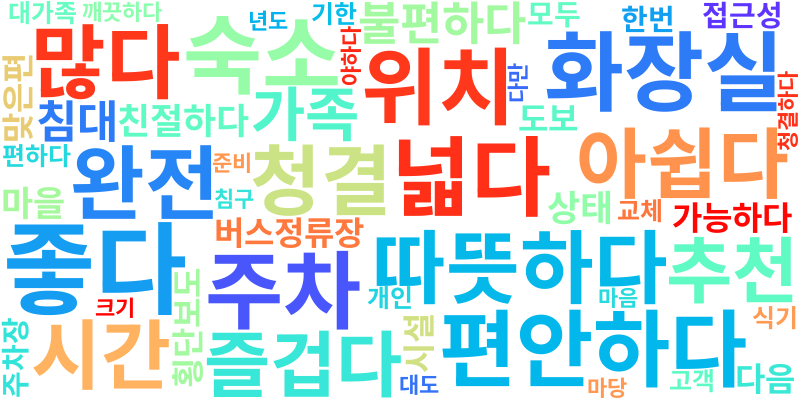 대가족 깨끗하다 년도 기한 불편하다 모두 한번 접근성
많다 숙소 야하다 위치 다만 화장실 청결하다
맞은편 침대 친절하다 가족 도보
편하다 완전 준비 청결 넓다 아쉽다
마을 침구 상태 교체 가능하다
좋다 버스정류장 따뜻하다 추천
크기 횡단보도 주차 개인 마음 식기
주차장 시간 즐겁다 시설 편안하다 다음
대도 마당 고객